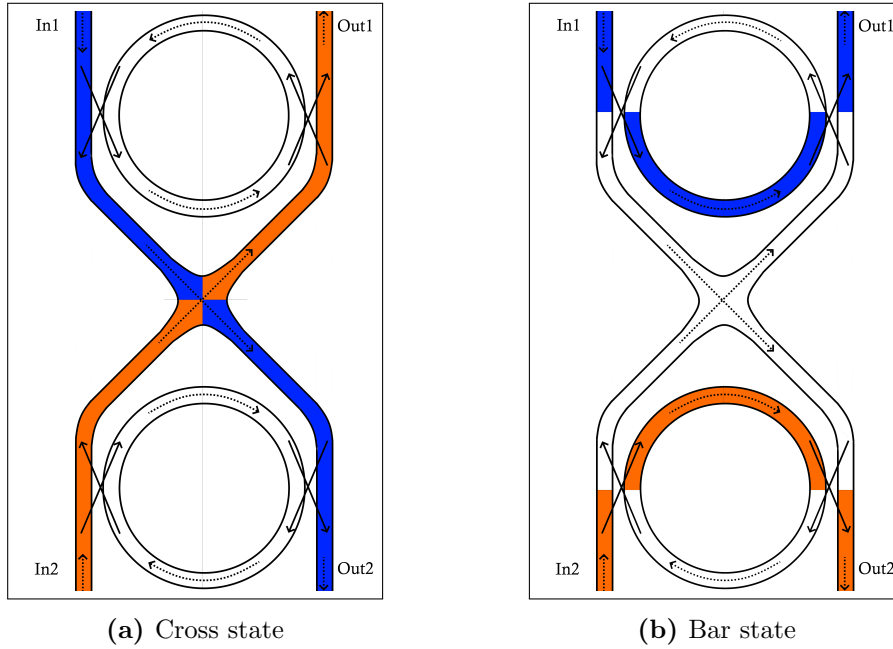 In1 Out1 In1 Out1
In2 Out2 In2 Out2
(a) Cross state (b) Bar state